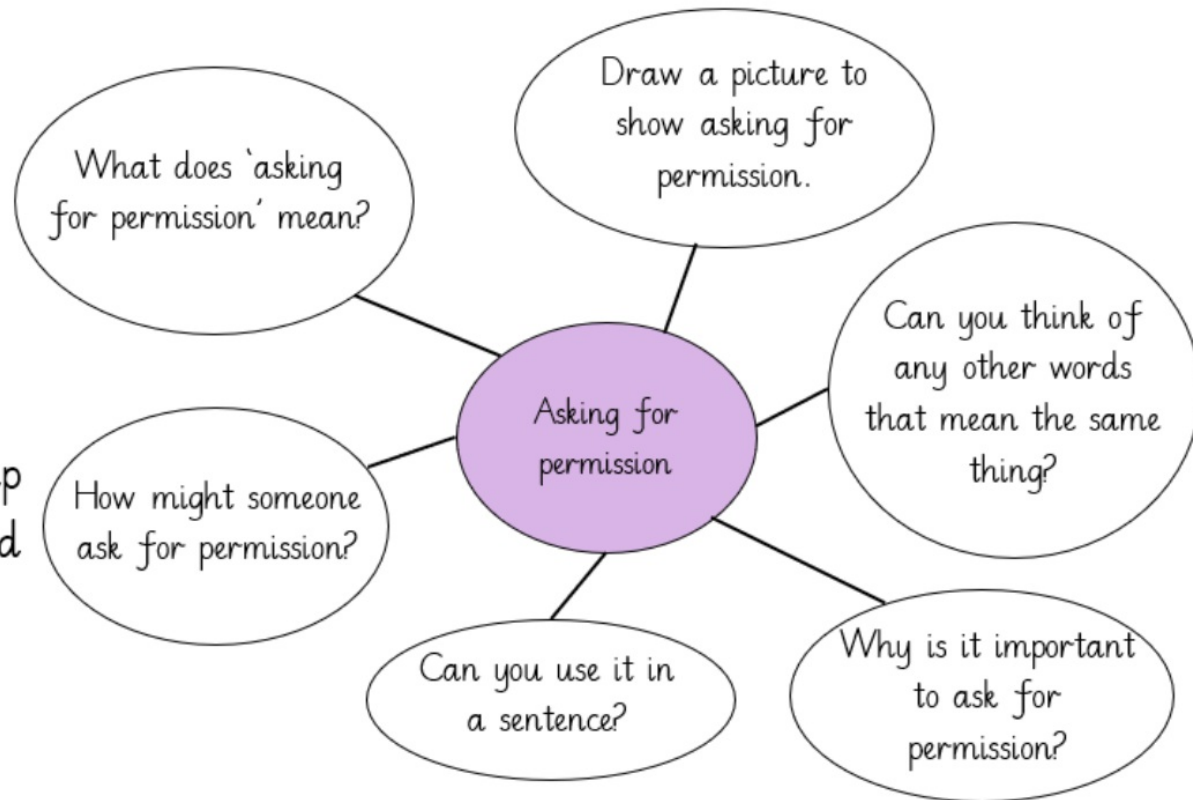 Draw a picture to
show asking for
permission.
What does ‘asking
for permission’ mean?
Can you think of
any other words
that mean the same
thing?
Asking for
permission
How might someone
ask for permission?
Can you use it in
a sentence?
Why is it important
to ask for
permission?